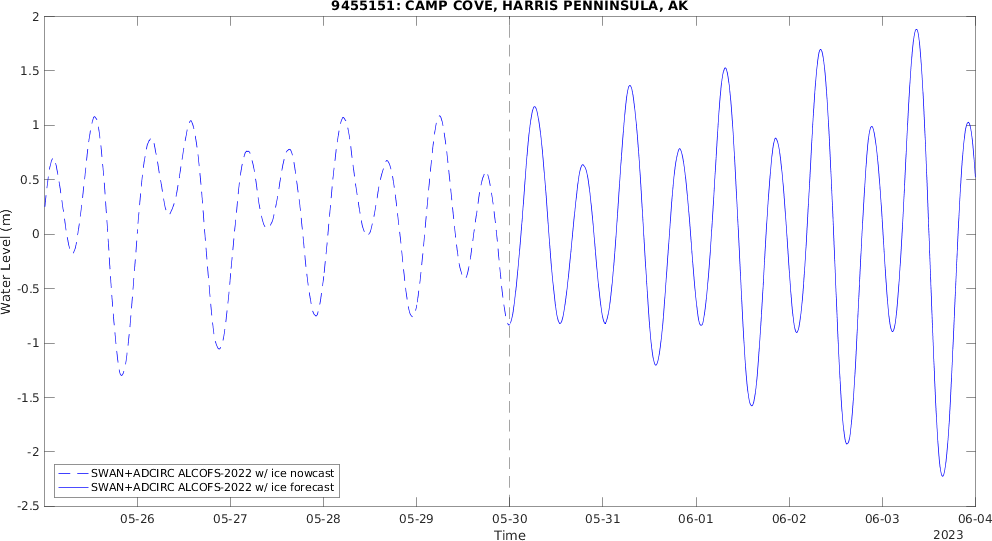 9455151: CAMP COVE, HARRIS PENNINSULA, AK
Water Level (m)
2
1.5
1
0.5
0
-0.5
-1
-1.5
-2
-2.5
SWAN+ADCIRC ALCOFS-2022 w/ ice nowcast
SWAN+ADCIRC ALCOFS-2022 w/ ice forecast
05-26 05-27 05-28 05-29 05-30 05-31 06-01 06-02 06-03 06-04
Time
2023